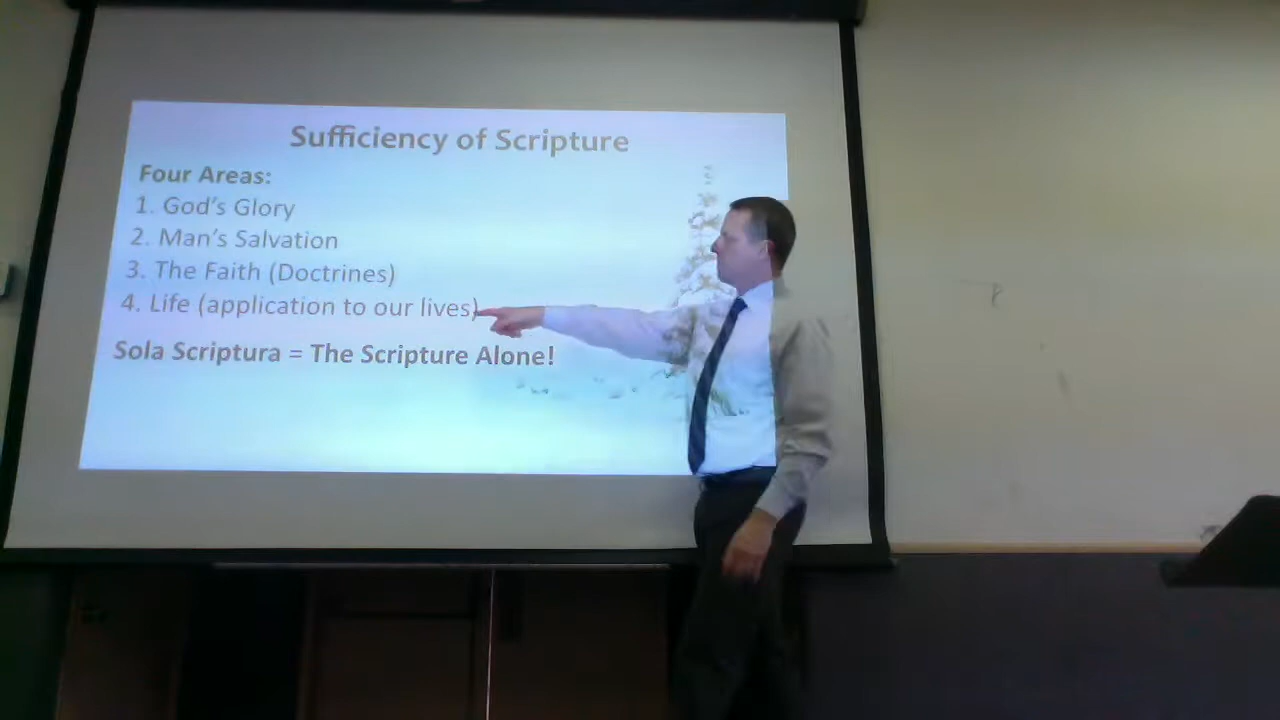 Sufficiency of Scripture
Four Areas:
1. God's Glory
2. Man's Salvation
3. The Faith (Doctrines)
4. Life (application to our lives)
Sola Scriptura = The Scripture Alone!